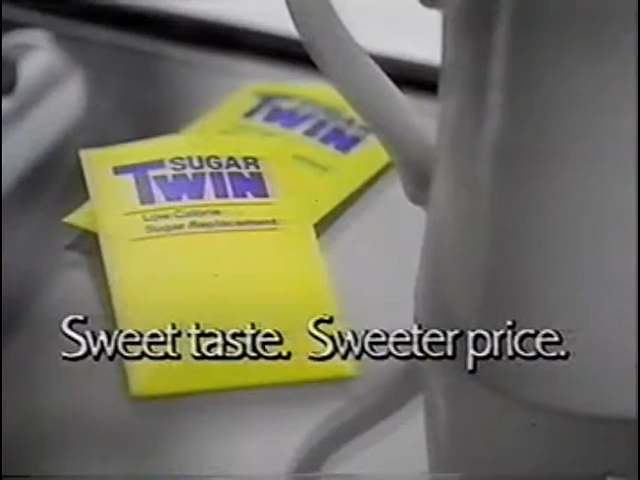 SUGAR
TWIN
Low Calorie
Sugar Replacement
TWIN
Sweet taste. Sweeter price.